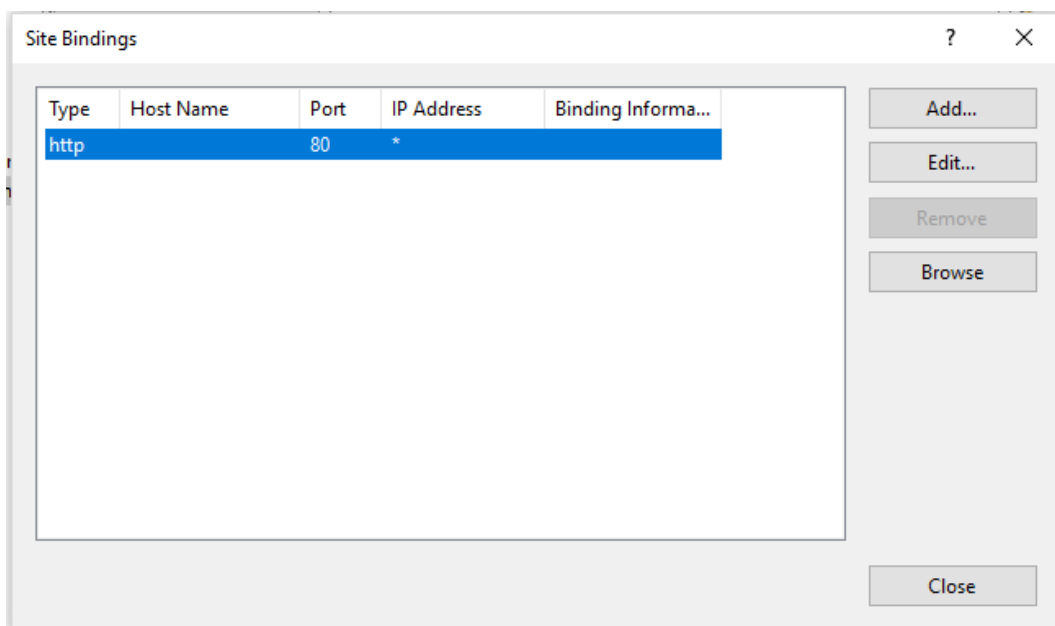 Site Bindings ?
Type Host Name Port IP Address Binding Informa...
http 80 *
Add...
Edit...
Remove
Browse
Close